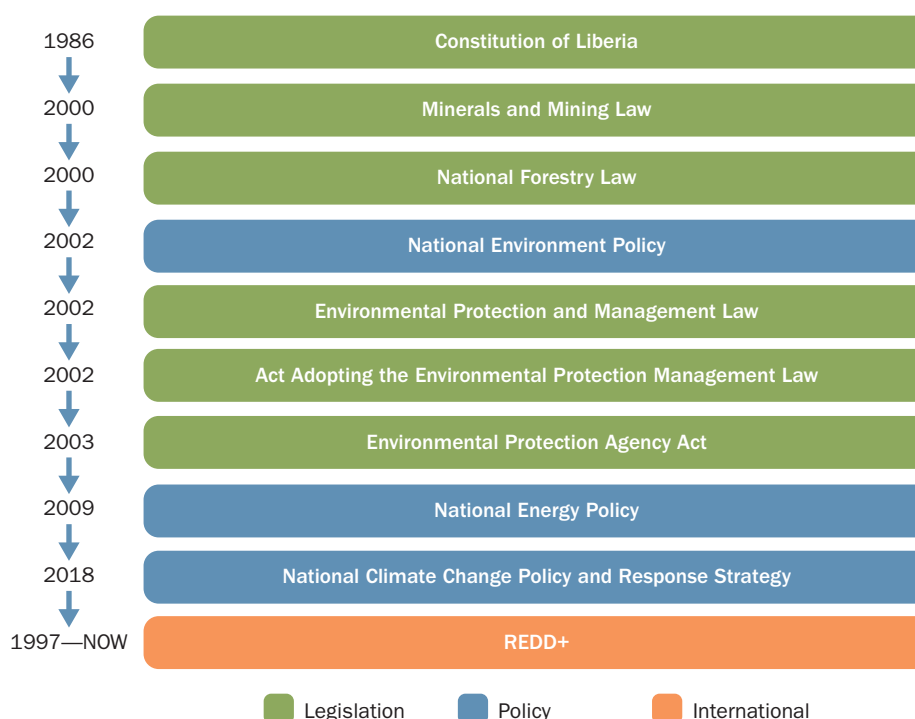 1986 Constitution of Liberia
2000 Minerals and Mining Law
2000 National Forestry Law
2002 National Environment Policy
2002 Environmental Protection and Management Law
2002 Act Adopting the Environmental Protection Management Law
2003 Environmental Protection Agency Act
2009 National Energy Policy
2018 National Climate Change Policy and Response Strategy
1997—NOW REDD+
Legislation Policy International